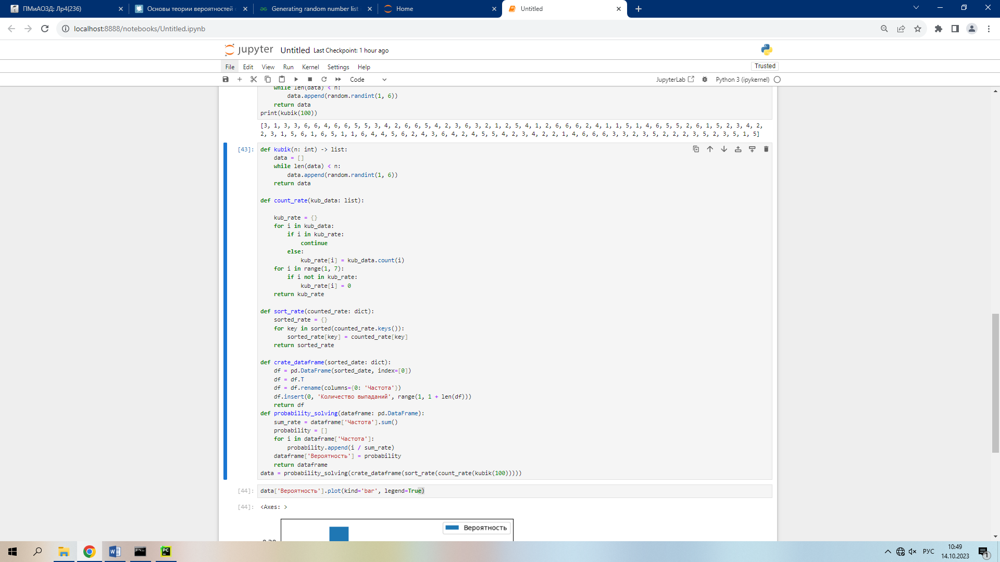 ПМиАОЗД: Лр4(23б)
Основы теории вероятностей
Generating random number list
Home
Untitled
localhost:8888/notebooks/Untitled.ipynb
jupyter Untitled Last Checkpoint: 1 hour ago
File Edit View Run Kernel Settings Help Trusted
Code JupyterLab Python 3 (ipykernel)
while len(data) < n:
data.append(random.randint(1, 6))
return data
print(kubik(100))
[3, 1, 3, 3, 6, 6, 4, 6, 6, 5, 5, 3, 4, 2, 6, 6, 5, 4, 2, 3, 6, 3, 2, 1, 2, 5, 4, 1, 2, 6, 6, 6, 2, 4, 1, 1, 5, 1, 4, 6, 5, 5, 2, 6, 1, 5, 2, 3, 4, 2,
2, 3, 1, 5, 6, 1, 6, 5, 1, 1, 6, 4, 4, 5, 6, 2, 4, 3, 6, 4, 2, 4, 5, 5, 4, 2, 3, 4, 2, 2, 1, 4, 6, 6, 6, 3, 3, 2, 3, 5, 2, 2, 2, 3, 5, 2, 3, 5, 1, 5]
[43]: def kubik(n: int) -> list:
data = []
while len(data) < n:
data.append(random.randint(1, 6))
return data
def count_rate(kub_data: list):
kub_rate = {}
for i in kub_data:
if i in kub_rate:
continue
else:
kub_rate[i] = kub_data.count(i)
for i in range(1, 7):
if i not in kub_rate:
kub_rate[i] = 0
return kub_rate
def sort_rate(counted_rate: dict):
sorted_rate = {}
for key in sorted(counted_rate.keys()):
sorted_rate[key] = counted_rate[key]
return sorted_rate
def crate_dataframe(sorted_date: dict):
df = pd.DataFrame(sorted_date, index=[0])
df = df.T
df = df.rename(columns={0: 'Частота'})
df.insert(0, 'Количество выпаданий', range(1, 1 + len(df)))
return df
def probability_solving(dataframe: pd.DataFrame):
sum_rate = dataframe['Частота'].sum()
probability = []
for i in dataframe['Частота']:
probability.append(i / sum_rate)
dataframe['Вероятность'] = probability
return dataframe
data = probability_solving(crate_dataframe(sort_rate(count_rate(kubik(100)))))
[44]: data['Вероятность'].plot(kind='bar', legend=True)
[44]: <Axes: >
Вероятность
РУС
10:49
14.10.2023
1